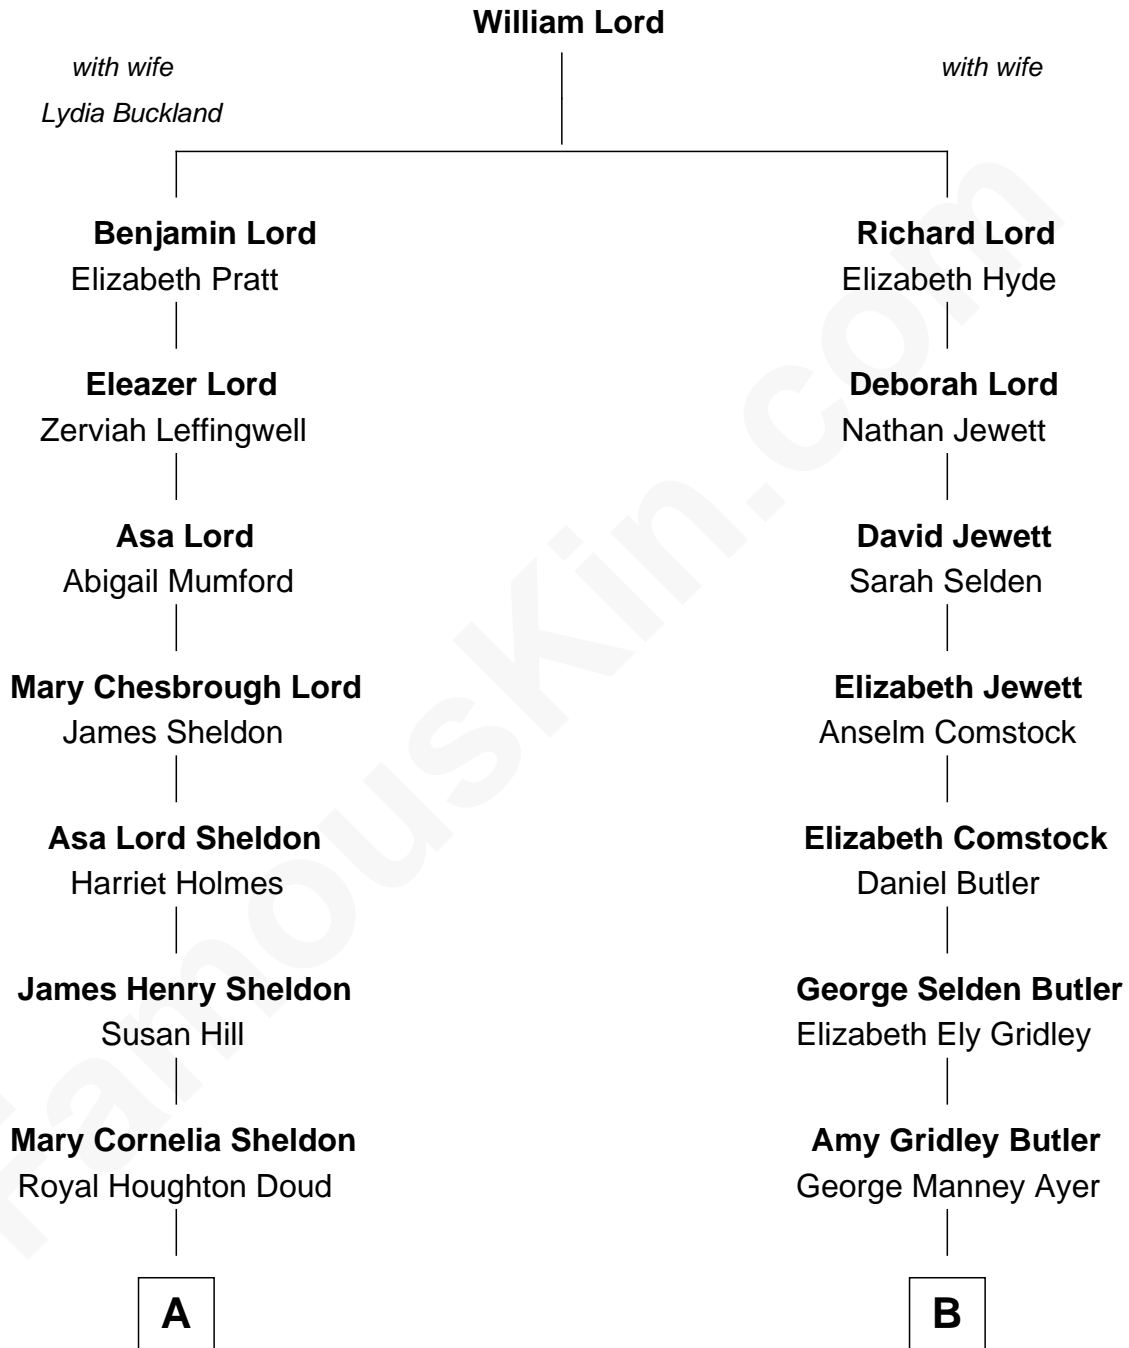 William Lord
with wife
Lydia Buckland
with wife
Benjamin Lord
Elizabeth Pratt
Richard Lord
Elizabeth Hyde
Eleazer Lord
Zerviah Leffingwell
Deborah Lord
Nathan Jewett
Asa Lord
Abigail Mumford
David Jewett
Sarah Selden
Mary Chesbrough Lord
James Sheldon
Elizabeth Jewett
Anselm Comstock
Asa Lord Sheldon
Harriet Holmes
Elizabeth Comstock
Daniel Butler
James Henry Sheldon
Susan Hill
George Selden Butler
Elizabeth Ely Gridley
Mary Cornelia Sheldon
Royal Houghton Doud
Amy Gridley Butler
George Manney Ayer
A
B
FamousKin.com